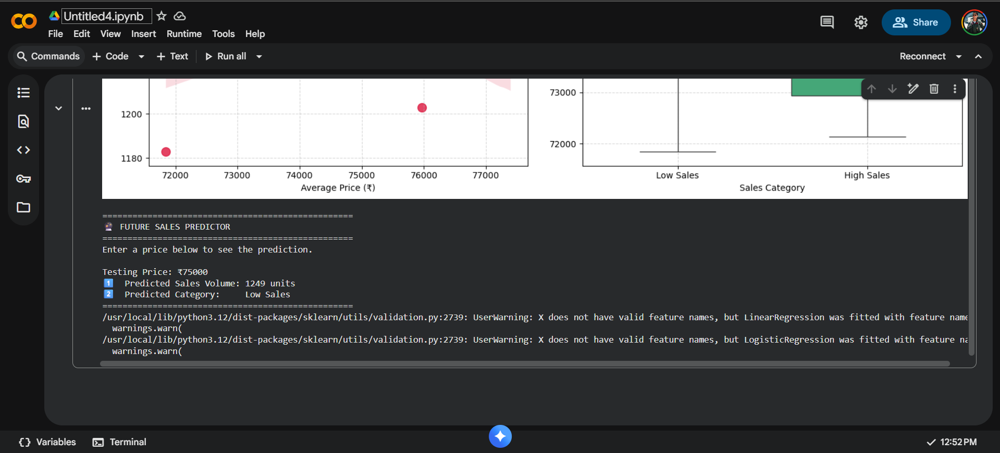 Untitled4.ipynb
File Edit View Insert Runtime Tools Help
Share
Commands + Code + Text Run all
Reconnect
1200
1180
72000 73000 74000 75000 76000 77000
Average Price (₹)
73000
72000
Low Sales High Sales
Sales Category
==================================================
🔮 FUTURE SALES PREDICTOR
==================================================
Enter a price below to see the prediction.
Testing Price: ₹75000
1️⃣ Predicted Sales Volume: 1249 units
2️⃣ Predicted Category: Low Sales
==================================================
/usr/local/lib/python3.12/dist-packages/sklearn/utils/validation.py:2739: UserWarning: X does not have valid feature names, but LinearRegression was fitted with feature name
warnings.warn(
/usr/local/lib/python3.12/dist-packages/sklearn/utils/validation.py:2739: UserWarning: X does not have valid feature names, but LogisticRegression was fitted with feature na
warnings.warn(
Variables Terminal
12:52 PM